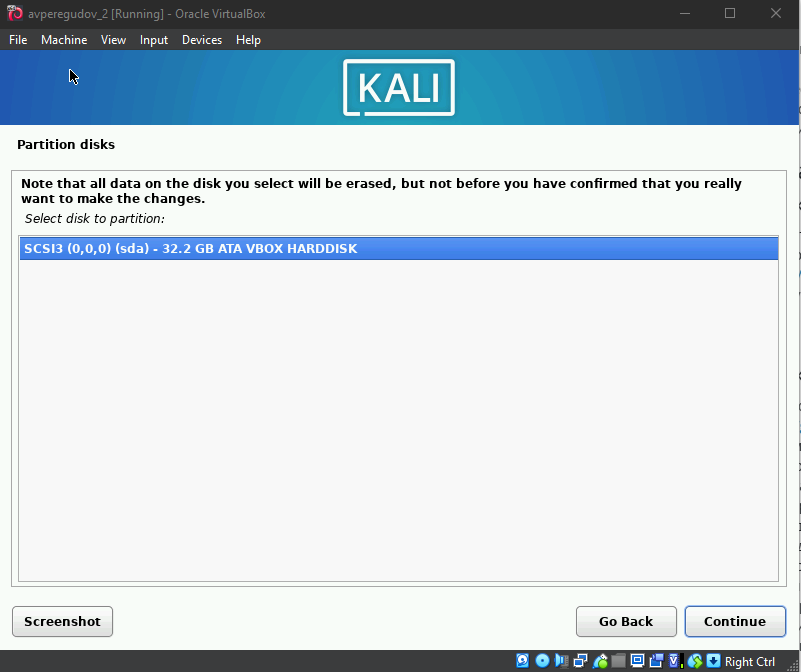 avperegudov_2 [Running] - Oracle VirtualBox
File Machine View Input Devices Help
KALI
Partition disks
Note that all data on the disk you select will be erased, but not before you have confirmed that you really
want to make the changes.
Select disk to partition:
SCSI3 (0,0,0) (sda) - 32.2 GB ATA VBOX HARDDISK
Screenshot Go Back Continue
Right Ctrl